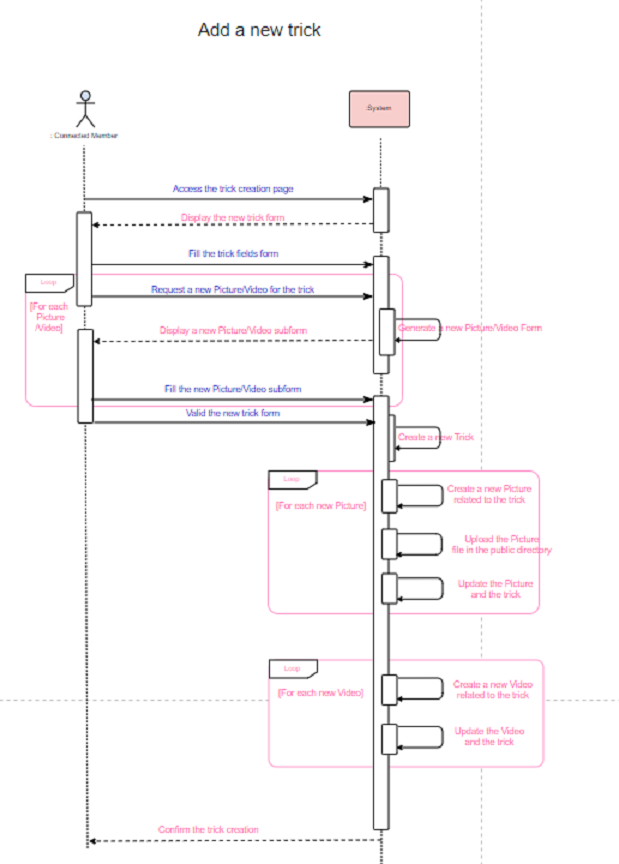 Add a new trick
: Connected Member
:System
Access the trick creation page
Display the new trick form
Fill the trick fields form
Loop
[For each
Picture
/Video]
Request a new Picture/Video for the trick
Generate a new Picture/Video Form
Display a new Picture/Video subform
Fill the new Picture/Video subform
Valid the new trick form
Create a new Trick
Loop
[For each new Picture]
Create a new Picture
related to the trick
Upload the Picture
file in the public directory
Update the Picture
and the trick
Loop
[For each new Video]
Create a new Video
related to the trick
Update the Video
and the trick
Confirm the trick creation